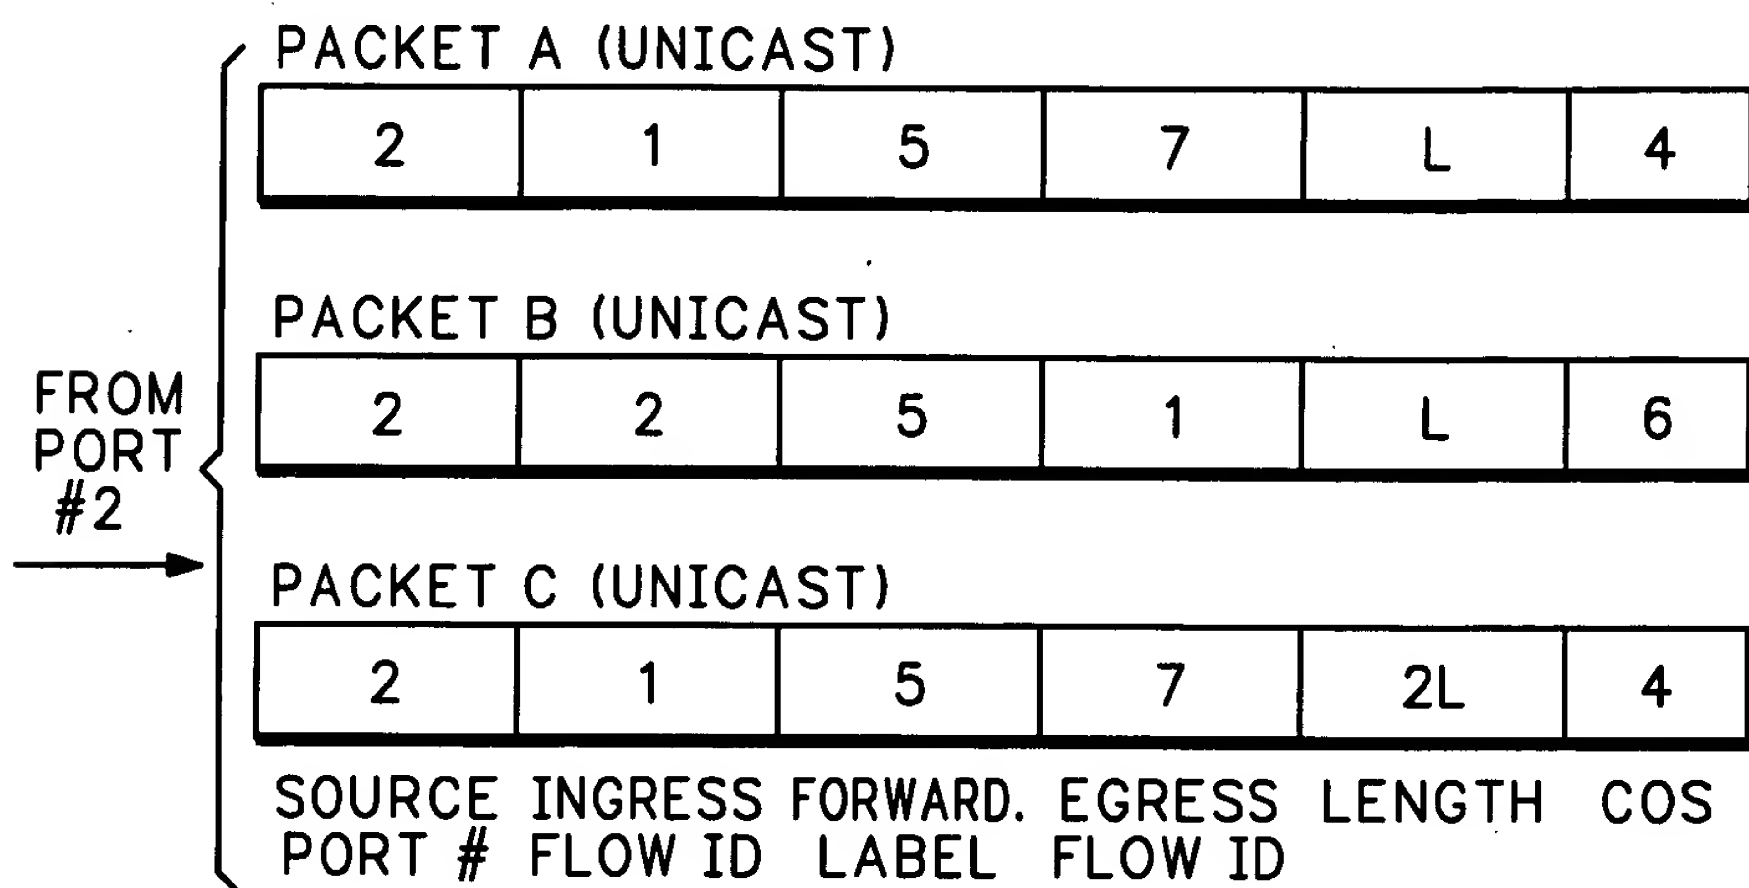 PACKET A (UNICAST)
2 1 5 7 L 4
PACKET B (UNICAST)
2 2 5 1 L 6
FROM
PORT
#2
PACKET C (UNICAST)
2 1 5 7 2L 4
SOURCE INGRESS FORWARD. EGRESS LENGTH COS
PORT # FLOW ID LABEL FLOW ID